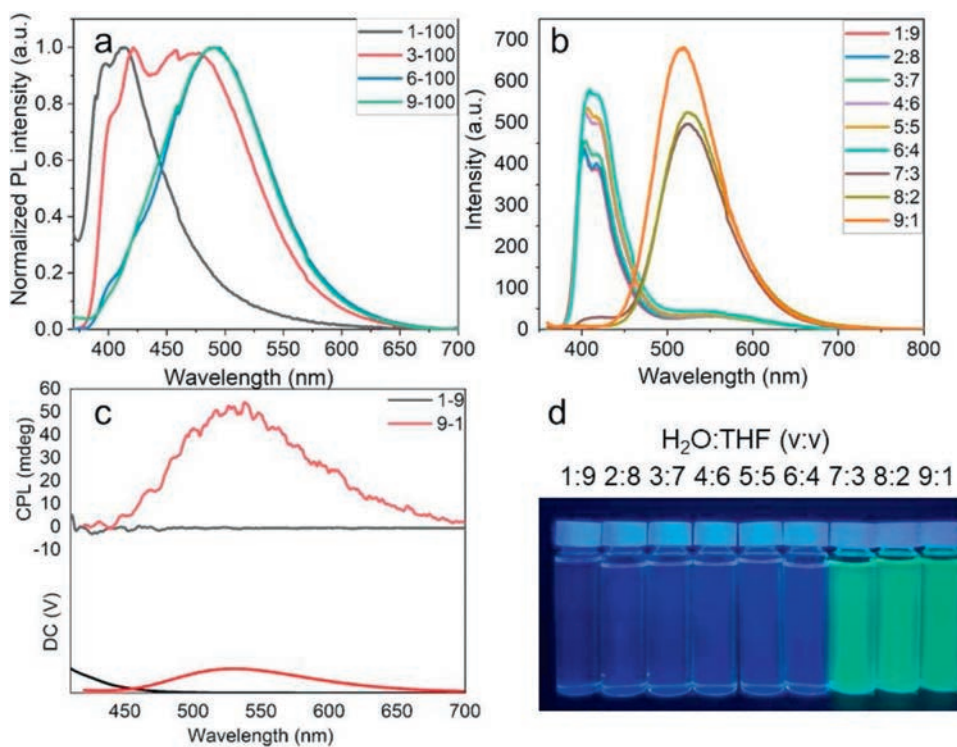 a
1-100
3-100
6-100
9-100
1.0
0.8
0.6
0.4
0.2
0.0
Normalized PL intensity (a.u.)
400 450 500 550 600 650 700
Wavelength (nm)
b
1:9
2:8
3:7
4:6
5:5
6:4
7:3
8:2
9:1
700
600
500
400
300
200
100
0
Intensity (a.u.)
400 500 600 700 800
Wavelength (nm)
c
1-9
9-1
60
50
40
30
20
10
0
-10
CPL (mdeg)
DC (V)
450 500 550 600 650 700
Wavelength (nm)
d
H₂O:THF (v:v)
1:9 2:8 3:7 4:6 5:5 6:4 7:3 8:2 9:1